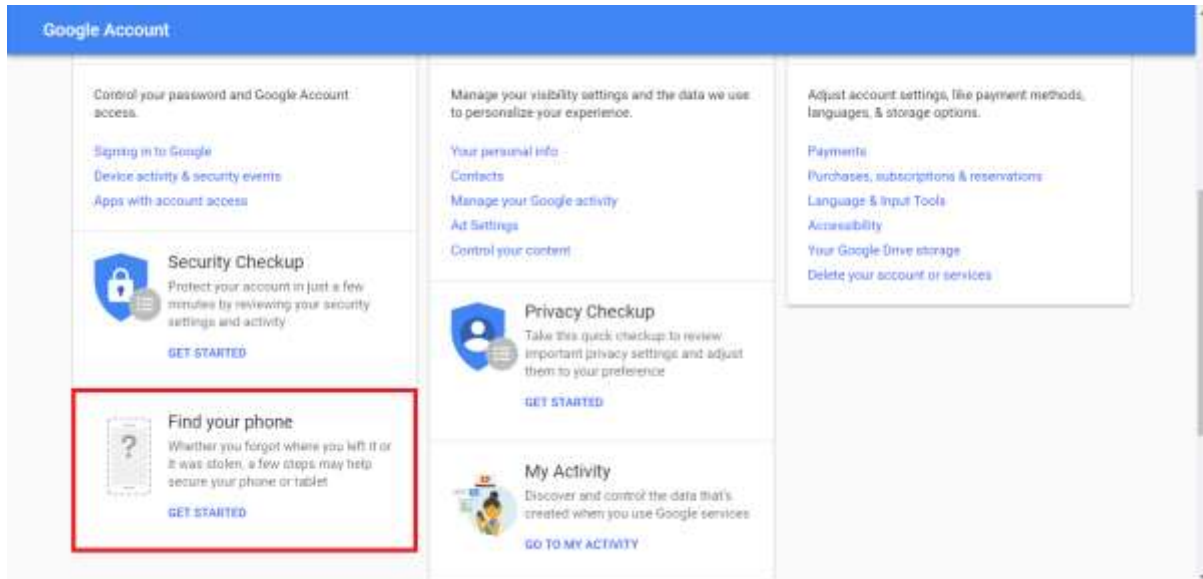 Google Account
Control your password and Google Account
access.
Signing in to Google
Device activity & security events
Apps with account access
Security Checkup
Protect your account in just a few
minutes by reviewing your security
settings and activity
GET STARTED
Find your phone
?
Whether you forgot where you left it or
it was stolen, a few steps may help
secure your phone or tablet
GET STARTED
Manage your visibility settings and the data we use
to personalize your experience.
Your personal info
Contacts
Manage your Google activity
Ad Settings
Control your content
Privacy Checkup
Take this quick checkup to review
important privacy settings and adjust
them to your preference
GET STARTED
My Activity
Discover and control the data that's
created when you use Google services
GO TO MY ACTIVITY
Adjust account settings, like payment methods,
languages, & storage options.
Payments
Purchases, subscriptions & reservations
Language & Input Tools
Accessibility
Your Google Drive storage
Delete your account or services